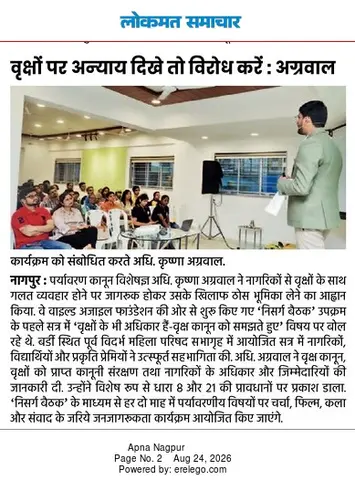 लोकमत समाचार
वृक्षों पर अन्याय दिखे तो विरोध करें : अग्रवाल
कार्यक्रम को संबोधित करते अधि. कृष्णा अग्रवाल.
नागपुर : पर्यावरण कानून विशेषज्ञ अधि. कृष्णा अग्रवाल ने नागरिकों से वृक्षों के साथ
गलत व्यवहार होने पर जागरूक होकर उसके खिलाफ ठोस भूमिका लेने का आह्वान
किया. वे वाइल्ड अजाइल फाउंडेशन की ओर से शुरु किए गए ‘निसर्ग बैठक’ उपक्रम
के पहले सत्र में ‘वृक्षों के भी अधिकार हैं-वृक्ष कानून को समझते हुए’ विषय पर बोल
रहे थे. बर्डी स्थित पूर्व विदर्भ महिला परिषद सभागृह में आयोजित सत्र में नागरिकों,
विद्यार्थियों और प्रकृति प्रेमियों ने उत्स्फूर्त सहभागिता की. अधि. अग्रवाल ने वृक्ष कानून,
वृक्षों को प्राप्त कानूनी संरक्षण तथा नागरिकों के अधिकार और जिम्मेदारियों की
जानकारी दी. उन्होंने विशेष रूप से धारा 8 और 21 की प्रावधानों पर प्रकाश डाला.
‘निसर्ग बैठक’ के माध्यम से हर दो माह में पर्यावरणीय विषयों पर चर्चा, फिल्म, कला
और संवाद के जरिये जनजागरूकता कार्यक्रम आयोजित किए जाएंगे.
Apna Nagpur
Page No. 2 Aug 24, 2026
Powered by: erelego.com